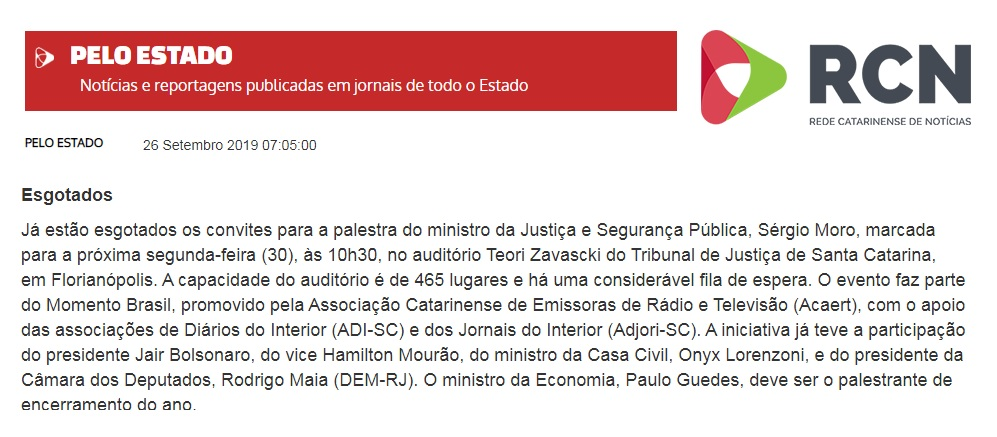 PELO ESTADO
Notícias e reportagens publicadas em jornais de todo o Estado
RCN
REDE CATARINENSE DE NOTÍCIAS
PELO ESTADO 26 Setembro 2019 07:05:00
Esgotados
Já estão esgotados os convites para a palestra do ministro da Justiça e Segurança Pública, Sérgio Moro, marcada
para a próxima segunda-feira (30), às 10h30, no auditório Teori Zavascki do Tribunal de Justiça de Santa Catarina,
em Florianópolis. A capacidade do auditório é de 465 lugares e há uma considerável fila de espera. O evento faz parte
do Momento Brasil, promovido pela Associação Catarinense de Emissoras de Rádio e Televisão (Acaert), com o apoio
das associações de Diários do Interior (ADI-SC) e dos Jornais do Interior (Adjori-SC). A iniciativa já teve a participação
do presidente Jair Bolsonaro, do vice Hamilton Mourão, do ministro da Casa Civil, Onyx Lorenzoni, e do presidente da
Câmara dos Deputados, Rodrigo Maia (DEM-RJ). O ministro da Economia, Paulo Guedes, deve ser o palestrante de
encerramento do ano.